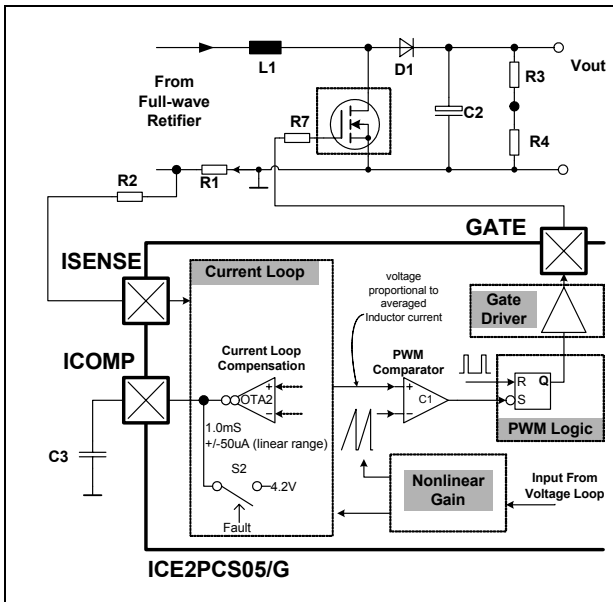 L1
D1
Vout
From
Full-wave
Retifier
R7
C2
R3
R4
R2
R1
GATE
ISENSE
Current Loop
voltage
proportional to
averaged
Inductor current
Gate
Driver
ICOMP
Current Loop
Compensation
PWM
Comparator
OTA2
+
-
+
-
C1
R
Q
S
1.0mS
+/-50uA (linear range)
PWM Logic
C3
S2
4.2V
Fault
Nonlinear
Gain
Input From
Voltage Loop
ICE2PCS05/G